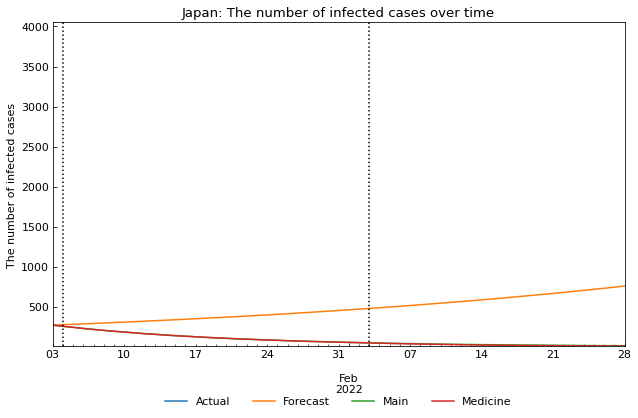 Japan: The number of infected cases over time
4000
3500
3000
2500
2000
1500
1000
500
The number of infected cases
03 10 17 24 31 07 14 21 28
Feb
2022
Actual Forecast Main Medicine